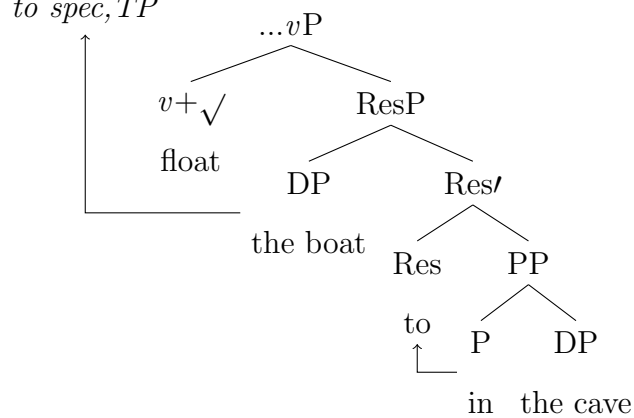 to spec,TP
...vP
v+√ ResP
float
DP Res′
the boat
Res PP
to
P DP
in the cave